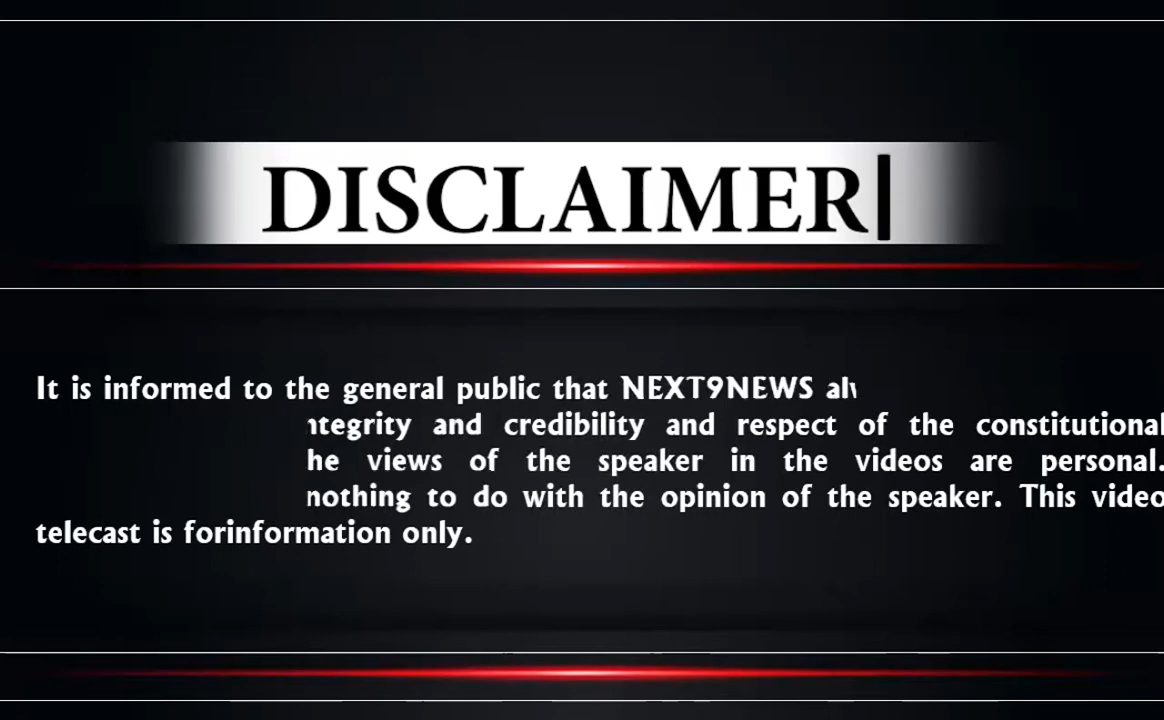 DISCLAIMER
It is informed to the general public that NEXT9NEWS
and credibility and respect of the constitutional
views of the speaker in the videos are personal.
nothing to do with the opinion of the speaker. This video
telecast is forinformation only.